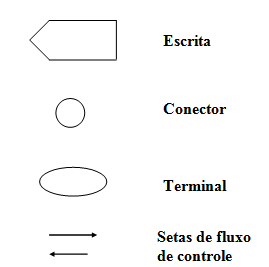 Escrita
Conector
Terminal
Setas de fluxo
de controle